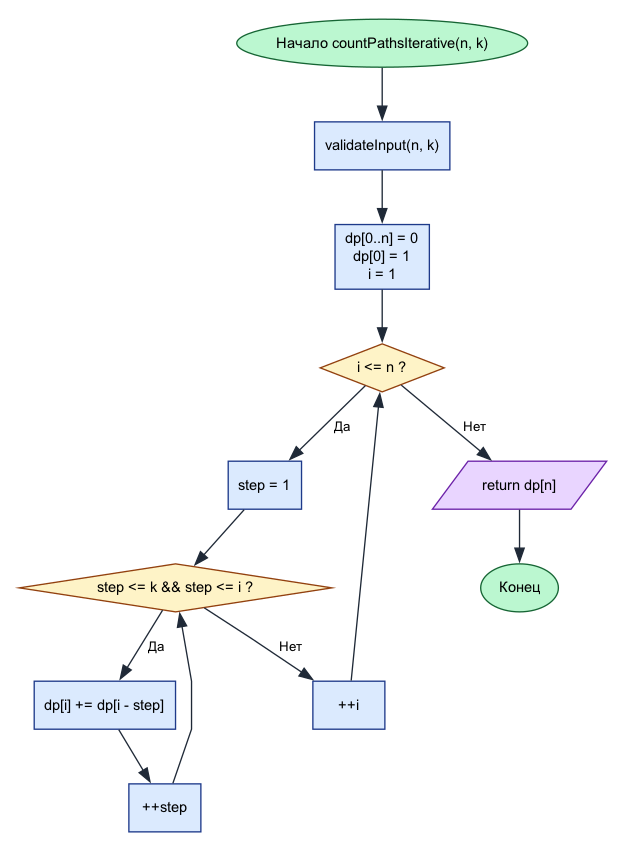 Начало countPathsIterative(n, k)
validateInput(n, k)
dp[0..n] = 0
dp[0] = 1
i = 1
i <= n ?
Да
Нет
step = 1
return dp[n]
step <= k && step <= i ?
Конец
Да
Нет
dp[i] += dp[i - step]
++i
++step